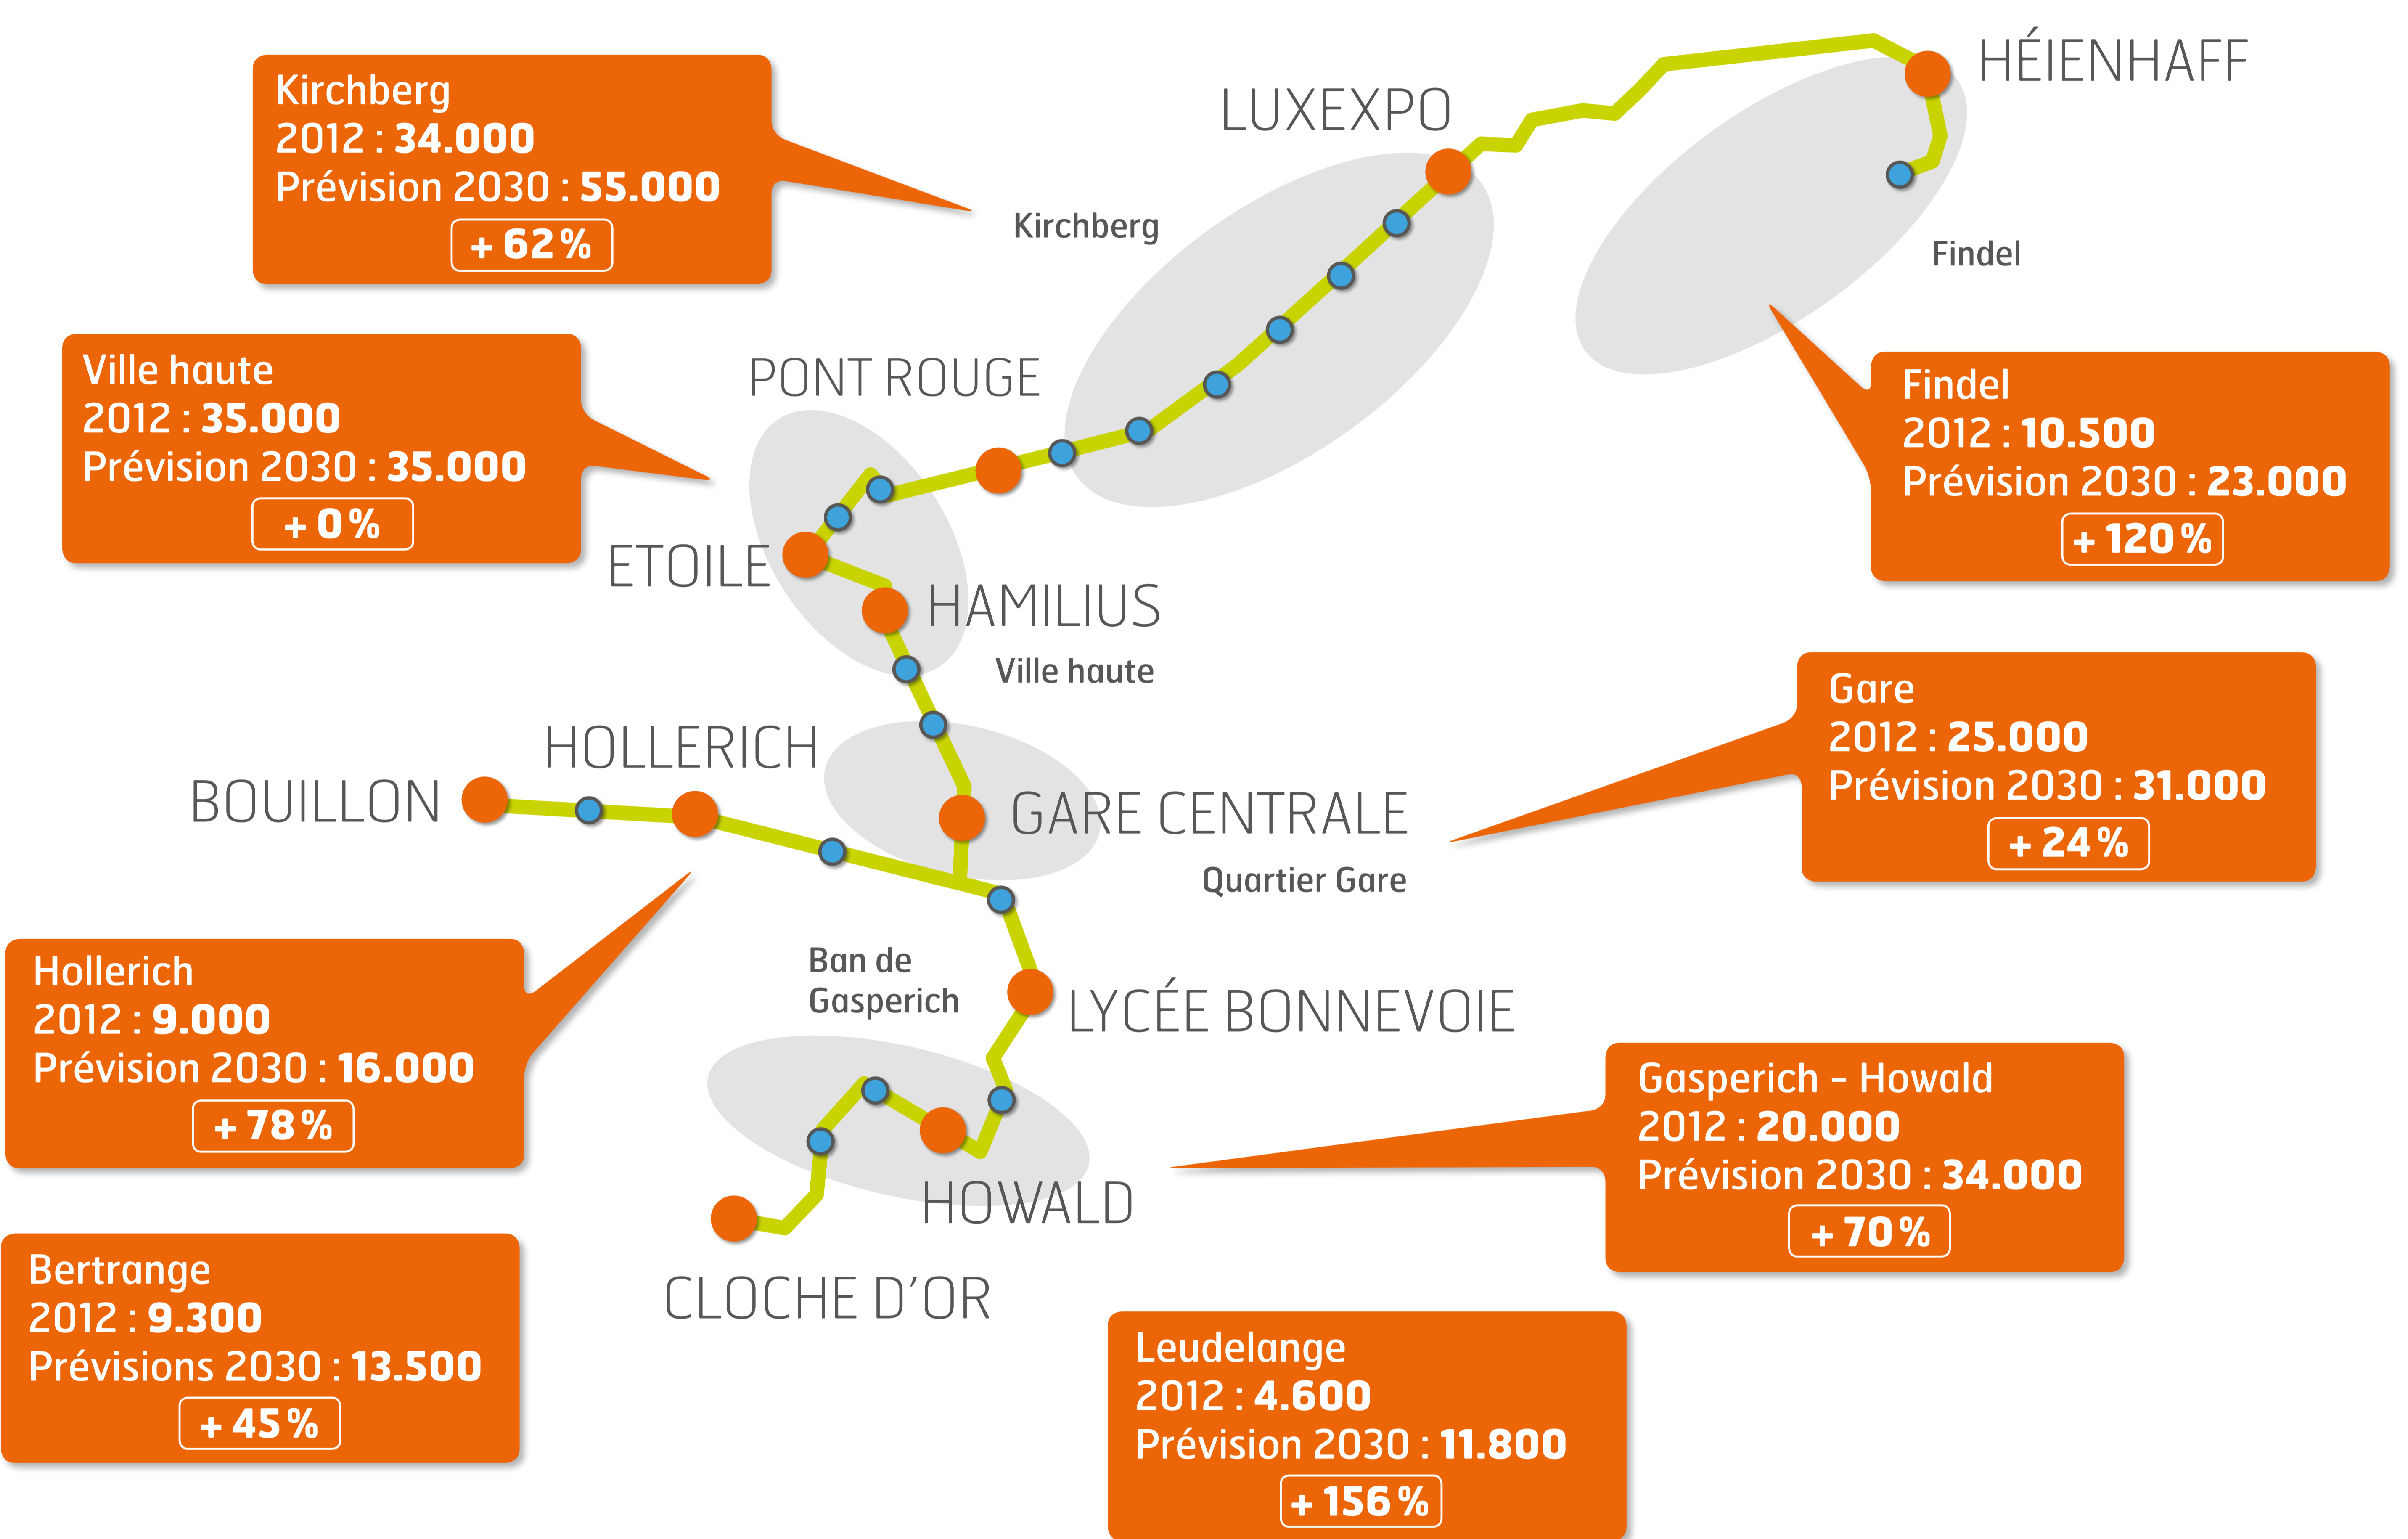 HÉIENHAFF
Kirchberg
2012 : 34.000
Prévision 2030 : 55.000
+ 62 %
LUXEXPO
Kirchberg
Findel
Ville haute
2012 : 35.000
Prévision 2030 : 35.000
+ 0 %
PONT ROUGE
Findel
2012 : 10.500
Prévision 2030 : 23.000
+ 120 %
ETOILE
HAMILIUS
Ville haute
Gare
2012 : 25.000
Prévision 2030 : 31.000
+ 24 %
HOLLERICH
BOUILLON
GARE CENTRALE
Quartier Gare
Hollerich
2012 : 9.000
Prévision 2030 : 16.000
+ 78 %
Ban de
Gasperich
LYCÉE BONNEVOIE
Gasperich – Howald
2012 : 20.000
Prévision 2030 : 34.000
+ 70 %
HOWALD
Bertrange
2012 : 9.300
Prévisions 2030 : 13.500
+ 45 %
CLOCHE D'OR
Leudelange
2012 : 4.600
Prévision 2030 : 11.800
+ 156 %